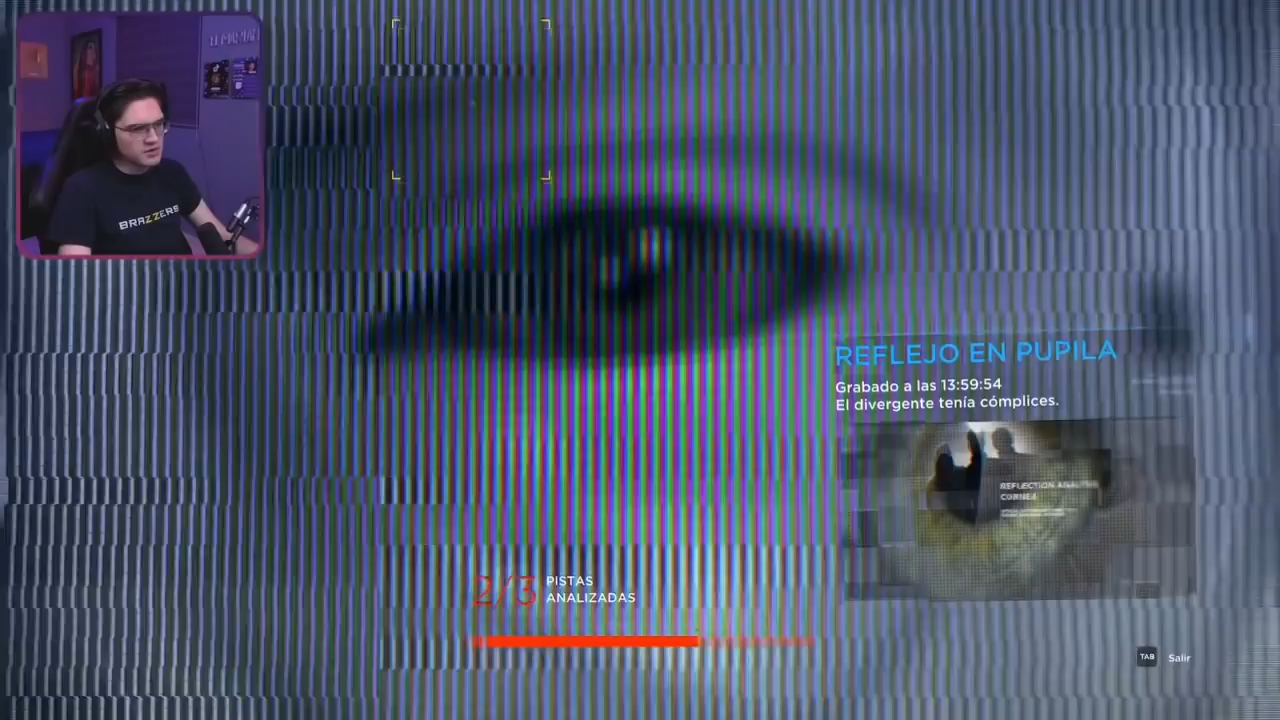 BRAZZERS
REFLEJO EN PUPILA
Grabado a las 13:59:54
El divergente tenía cómplices.
REFLECTION ANALYSIS
CORNEA
2/3 PISTAS
ANALIZADAS
TAB Salir